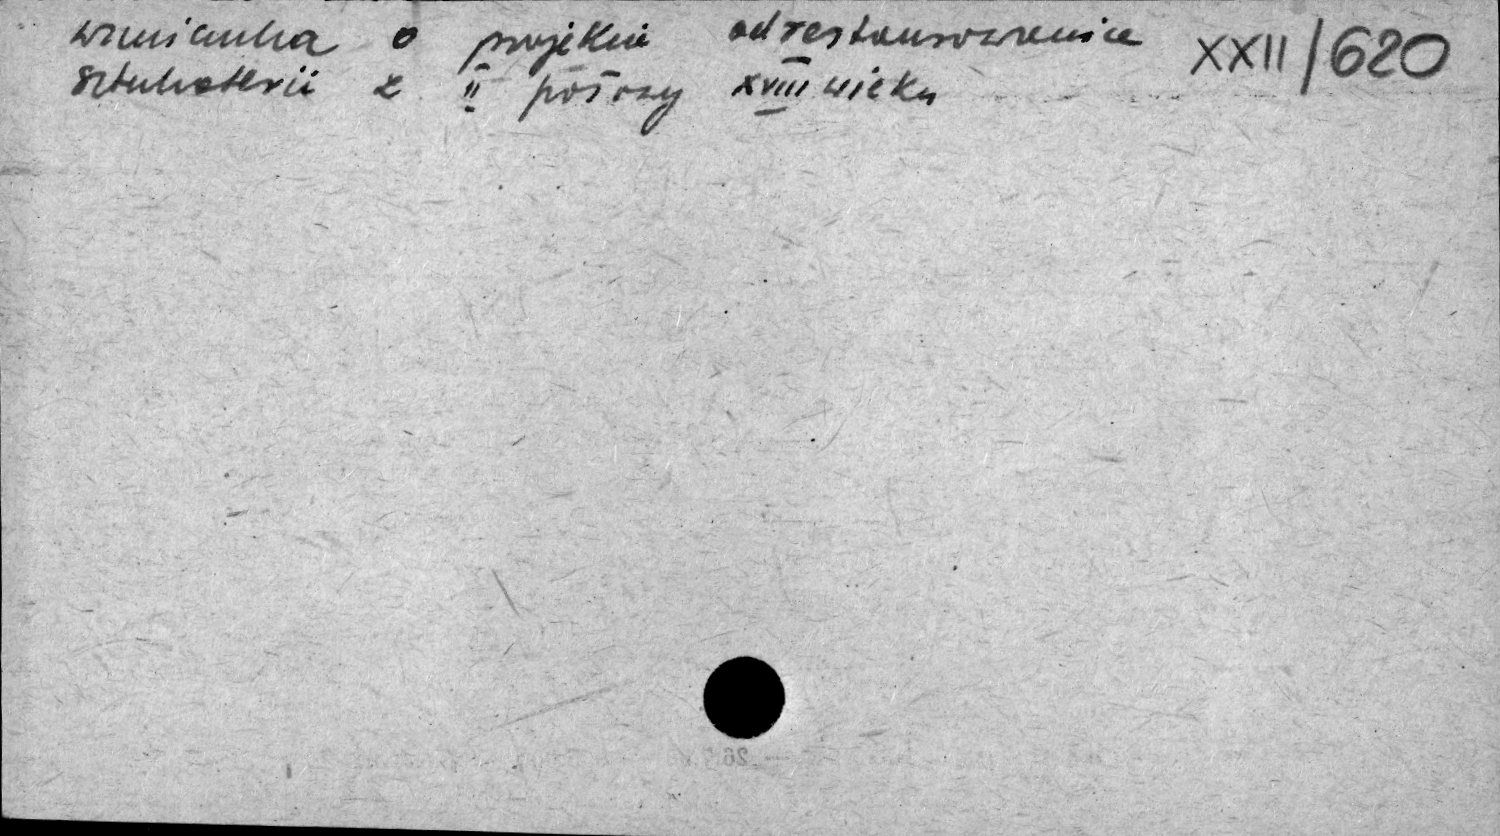 wzmianka o projekcie odrestaurowania XXII/620
sztukaterii z II połowy XVIII wieku